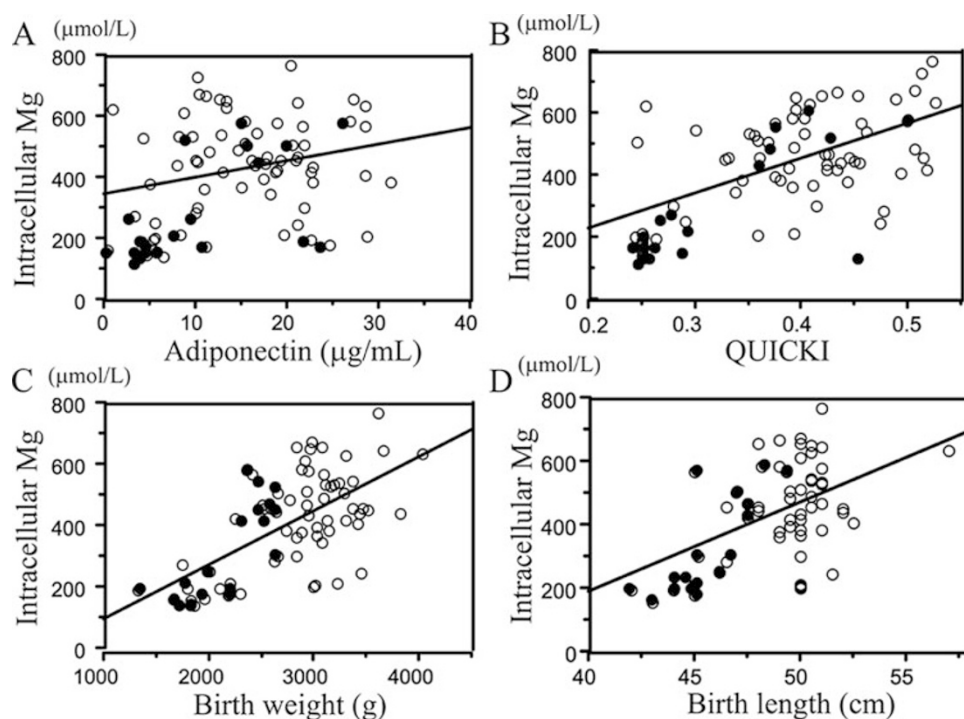 A (μmol/L)
800
600
400
200
0
Intracellular Mg
0 10 20 30 40
Adiponectin (μg/mL)
B (μmol/L)
800
600
400
200
0
Intracellular Mg
0.2 0.3 0.4 0.5
QUICKI
C (μmol/L)
800
600
400
200
0
Intracellular Mg
1000 2000 3000 4000
Birth weight (g)
D (μmol/L)
800
600
400
200
0
Intracellular Mg
40 45 50 55
Birth length (cm)